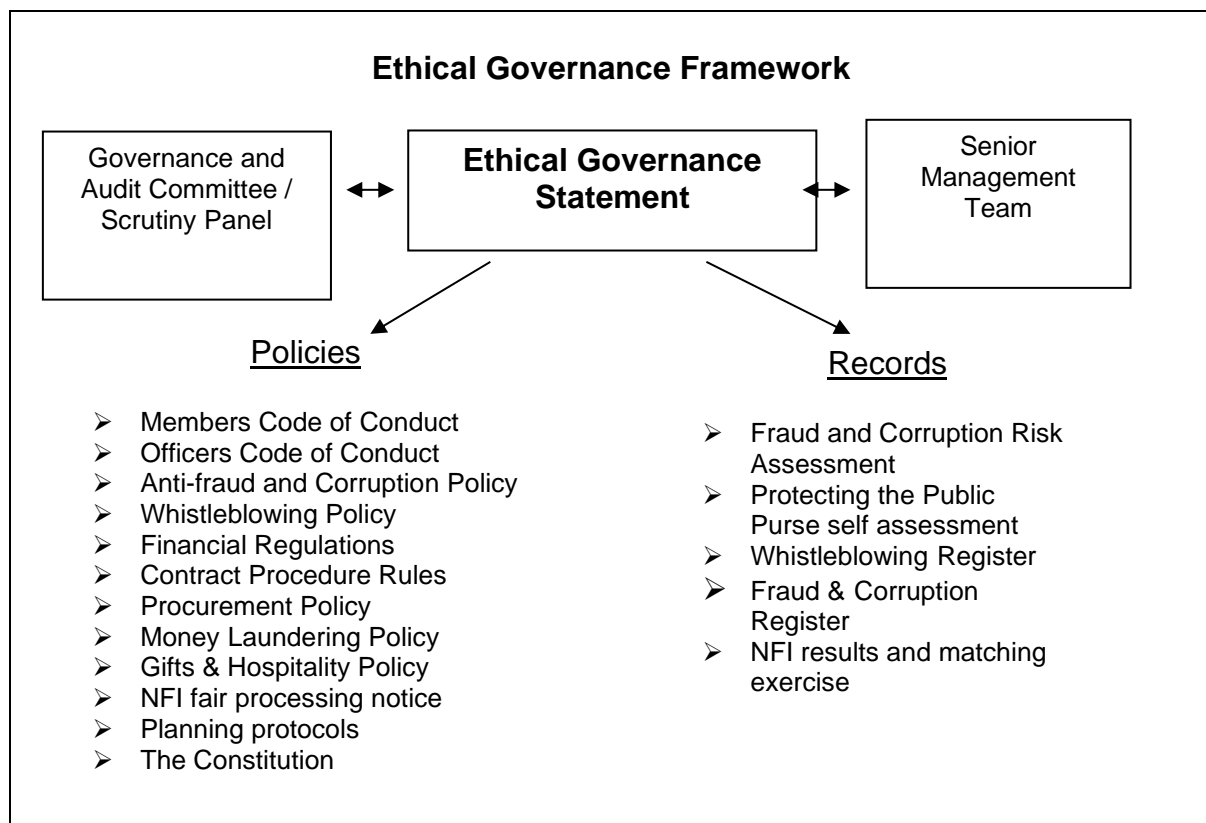 Ethical Governance Framework
Governance and
Audit Committee /
Scrutiny Panel
Ethical Governance
Statement
Senior
Management
Team
Policies
➢ Members Code of Conduct
➢ Officers Code of Conduct
➢ Anti-fraud and Corruption Policy
➢ Whistleblowing Policy
➢ Financial Regulations
➢ Contract Procedure Rules
➢ Procurement Policy
➢ Money Laundering Policy
➢ Gifts & Hospitality Policy
➢ NFI fair processing notice
➢ Planning protocols
➢ The Constitution
Records
➢ Fraud and Corruption Risk
Assessment
➢ Protecting the Public
Purse self assessment
➢ Whistleblowing Register
➢ Fraud & Corruption
Register
➢ NFI results and matching
exercise